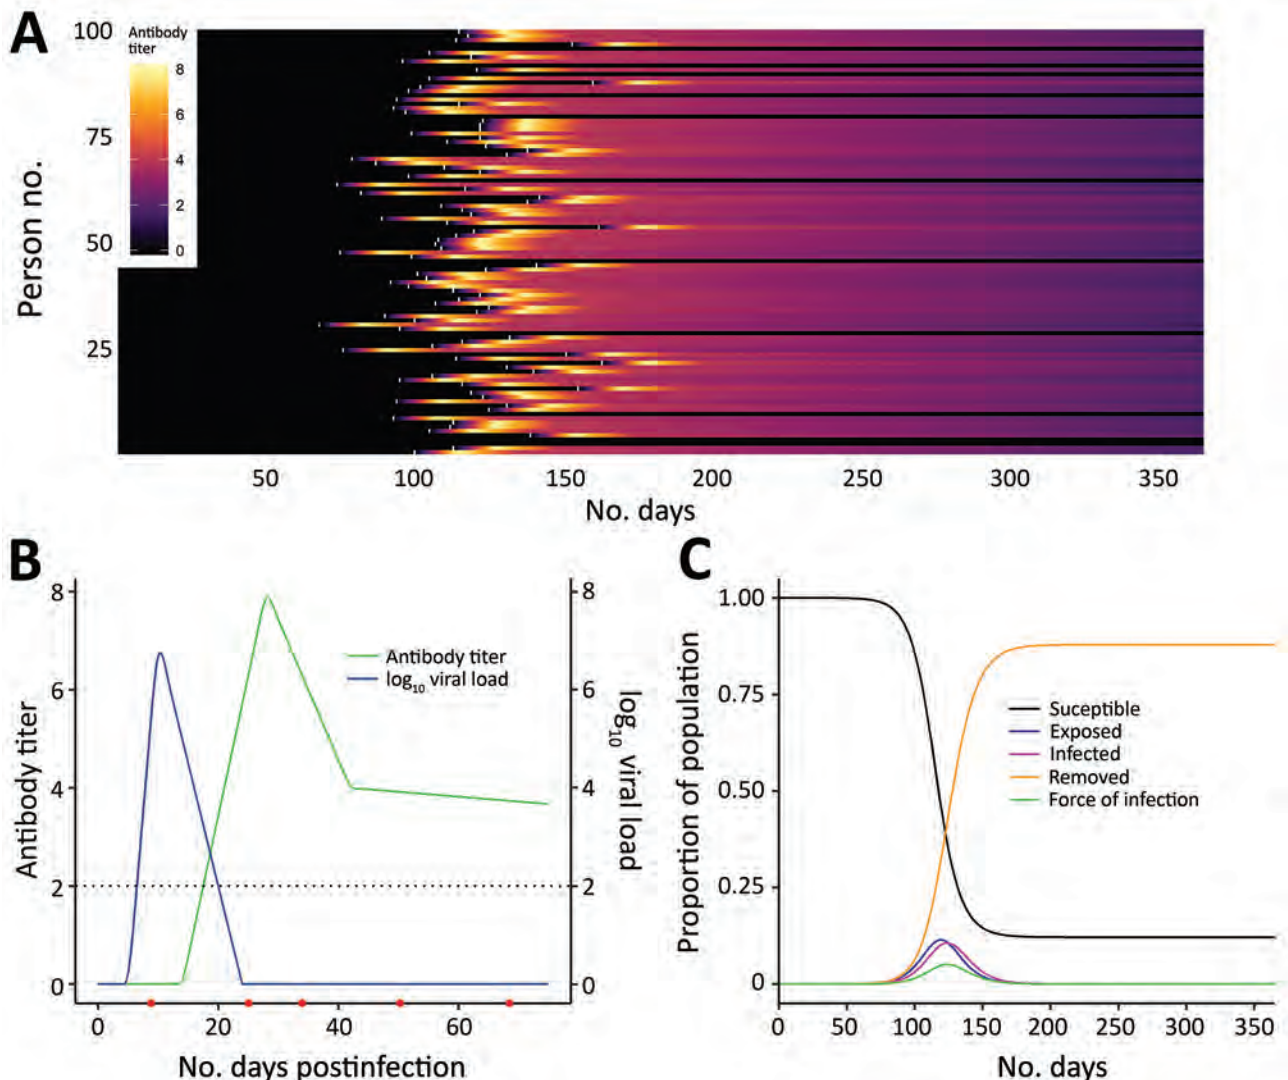 A
100
75
50
25
Person no.
Antibody
titer
8
6
4
2
0
50
100
150
200
250
300
350
No. days
B
8
6
4
2
0
Antibody titer
8
6
4
2
0
log10 viral load
Antibody titer
log10 viral load
0
20
40
60
No. days postinfection
C
1.00
0.75
0.50
0.25
0
Proportion of population
Suceptible
Exposed
Infected
Removed
Force of infection
0
50
100
150
200
250
300
350
No. days